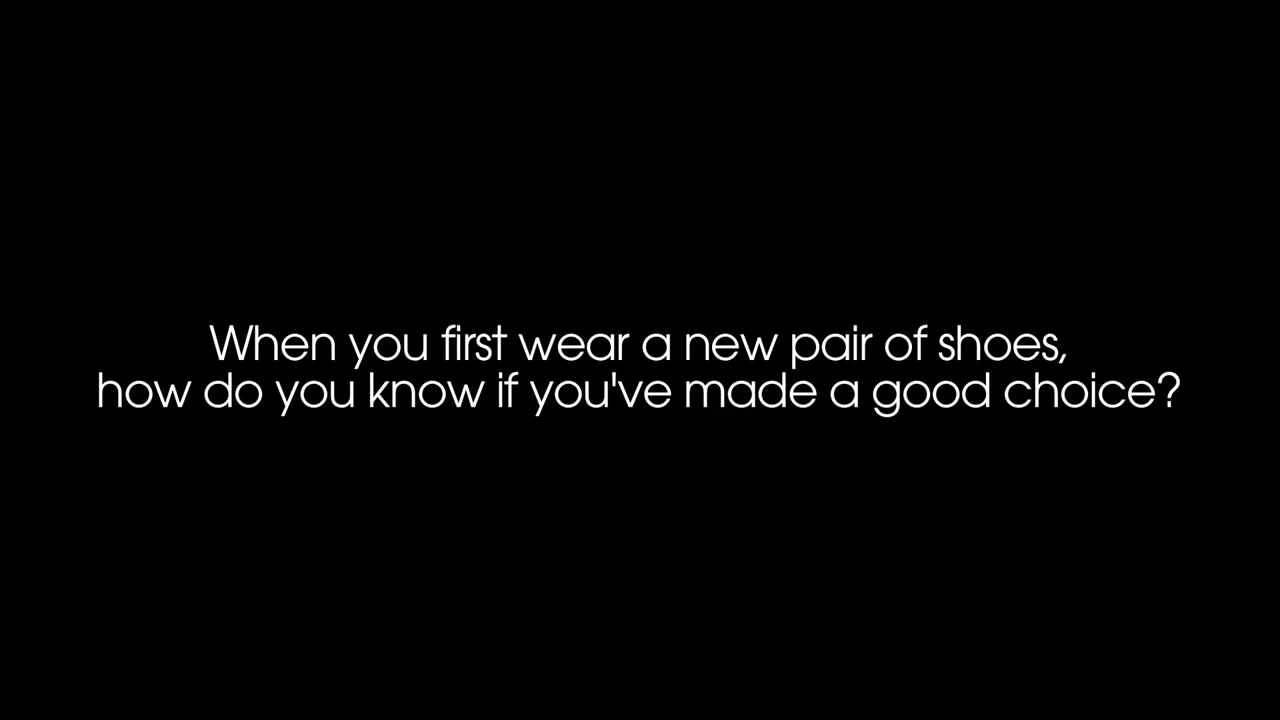 When you first wear a new pair of shoes,
how do you know if you've made a good choice?